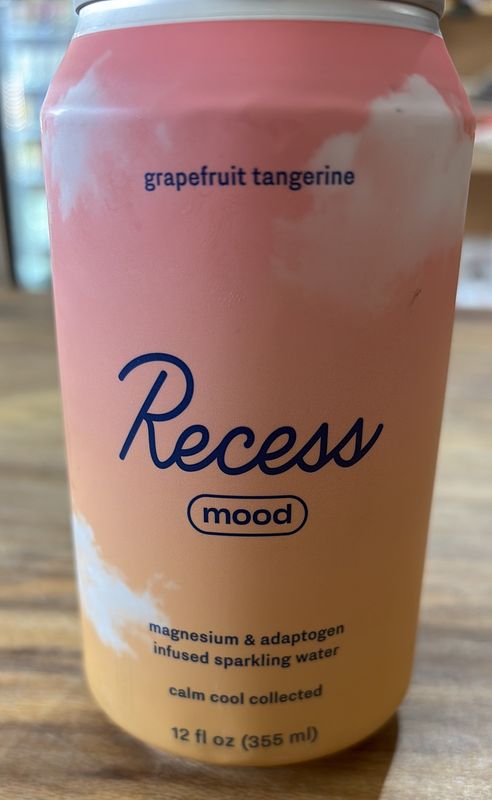 grapefruit tangerine
Recess
mood
magnesium & adaptogen
infused sparkling water
calm cool collected
12 fl oz (355 ml)